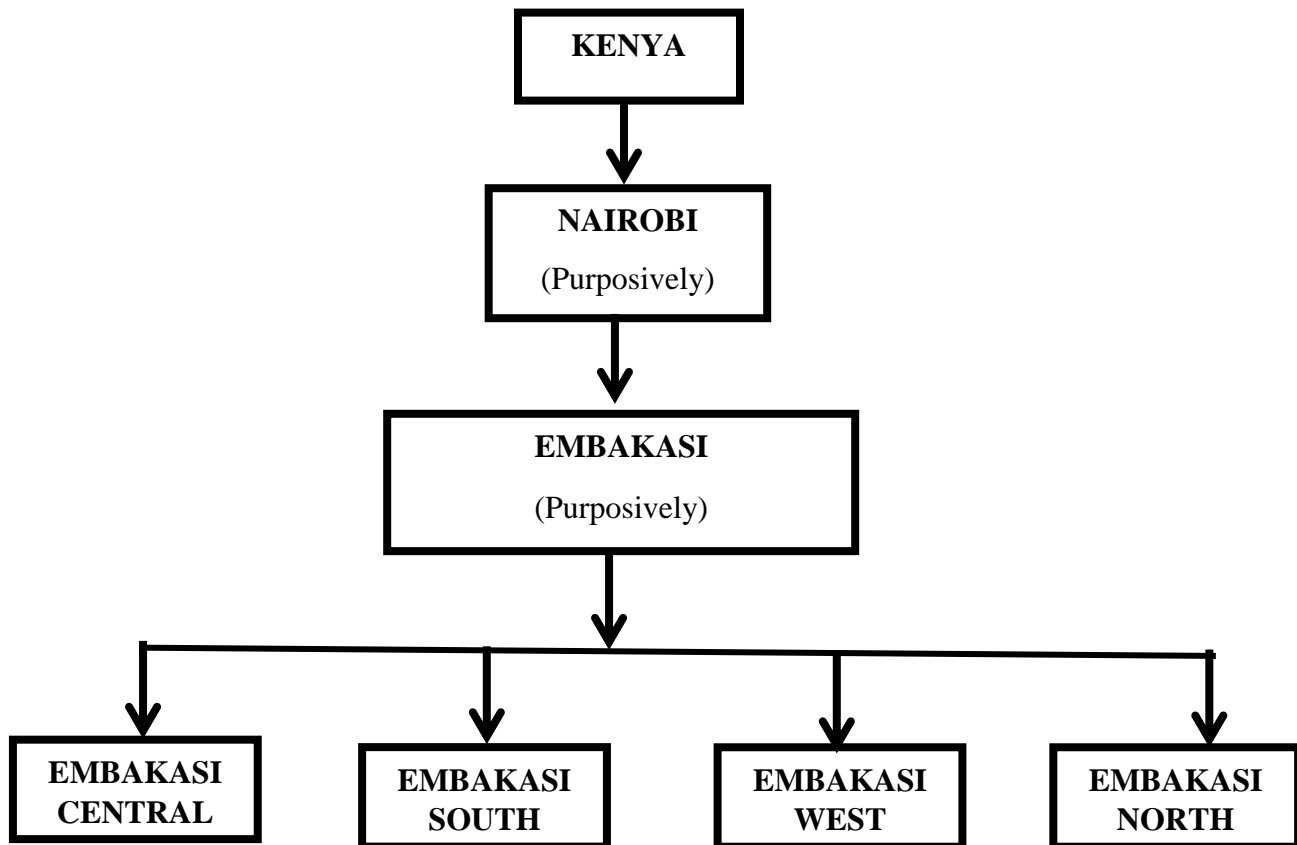 KENYA
NAIROBI
(Purposively)
EMBAKASI
(Purposively)
EMBAKASI
CENTRAL
EMBAKASI
SOUTH
EMBAKASI
WEST
EMBAKASI
NORTH